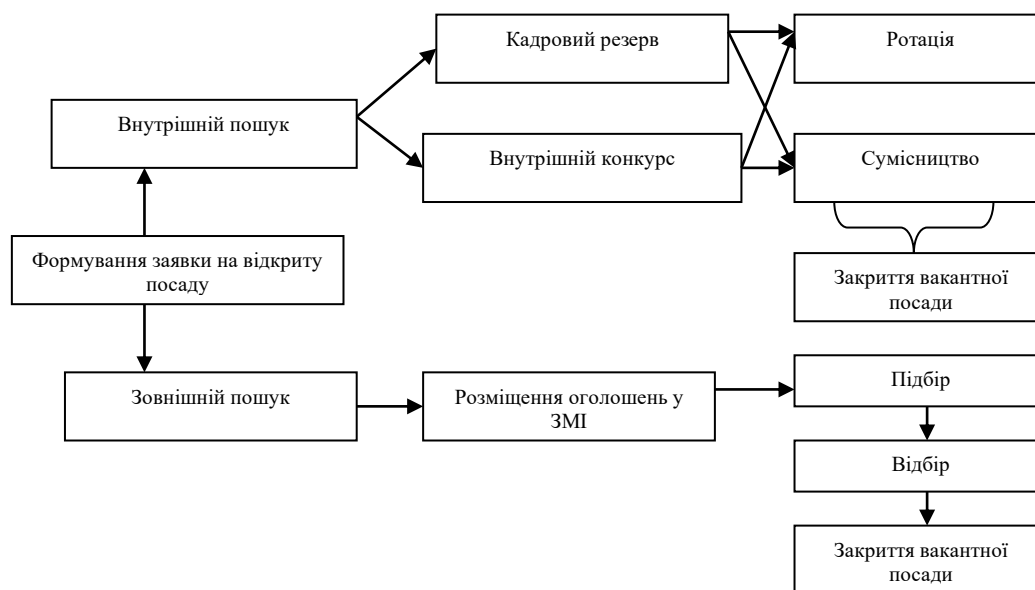 Кадровий резерв
Ротація
Внутрішній пошук
Внутрішній конкурс
Сумісництво
Формування заявки на відкриту
посаду
Закриття вакантної
посади
Зовнішній пошук
Розміщення оголошень у
ЗМІ
Підбір
Відбір
Закриття вакантної
посади